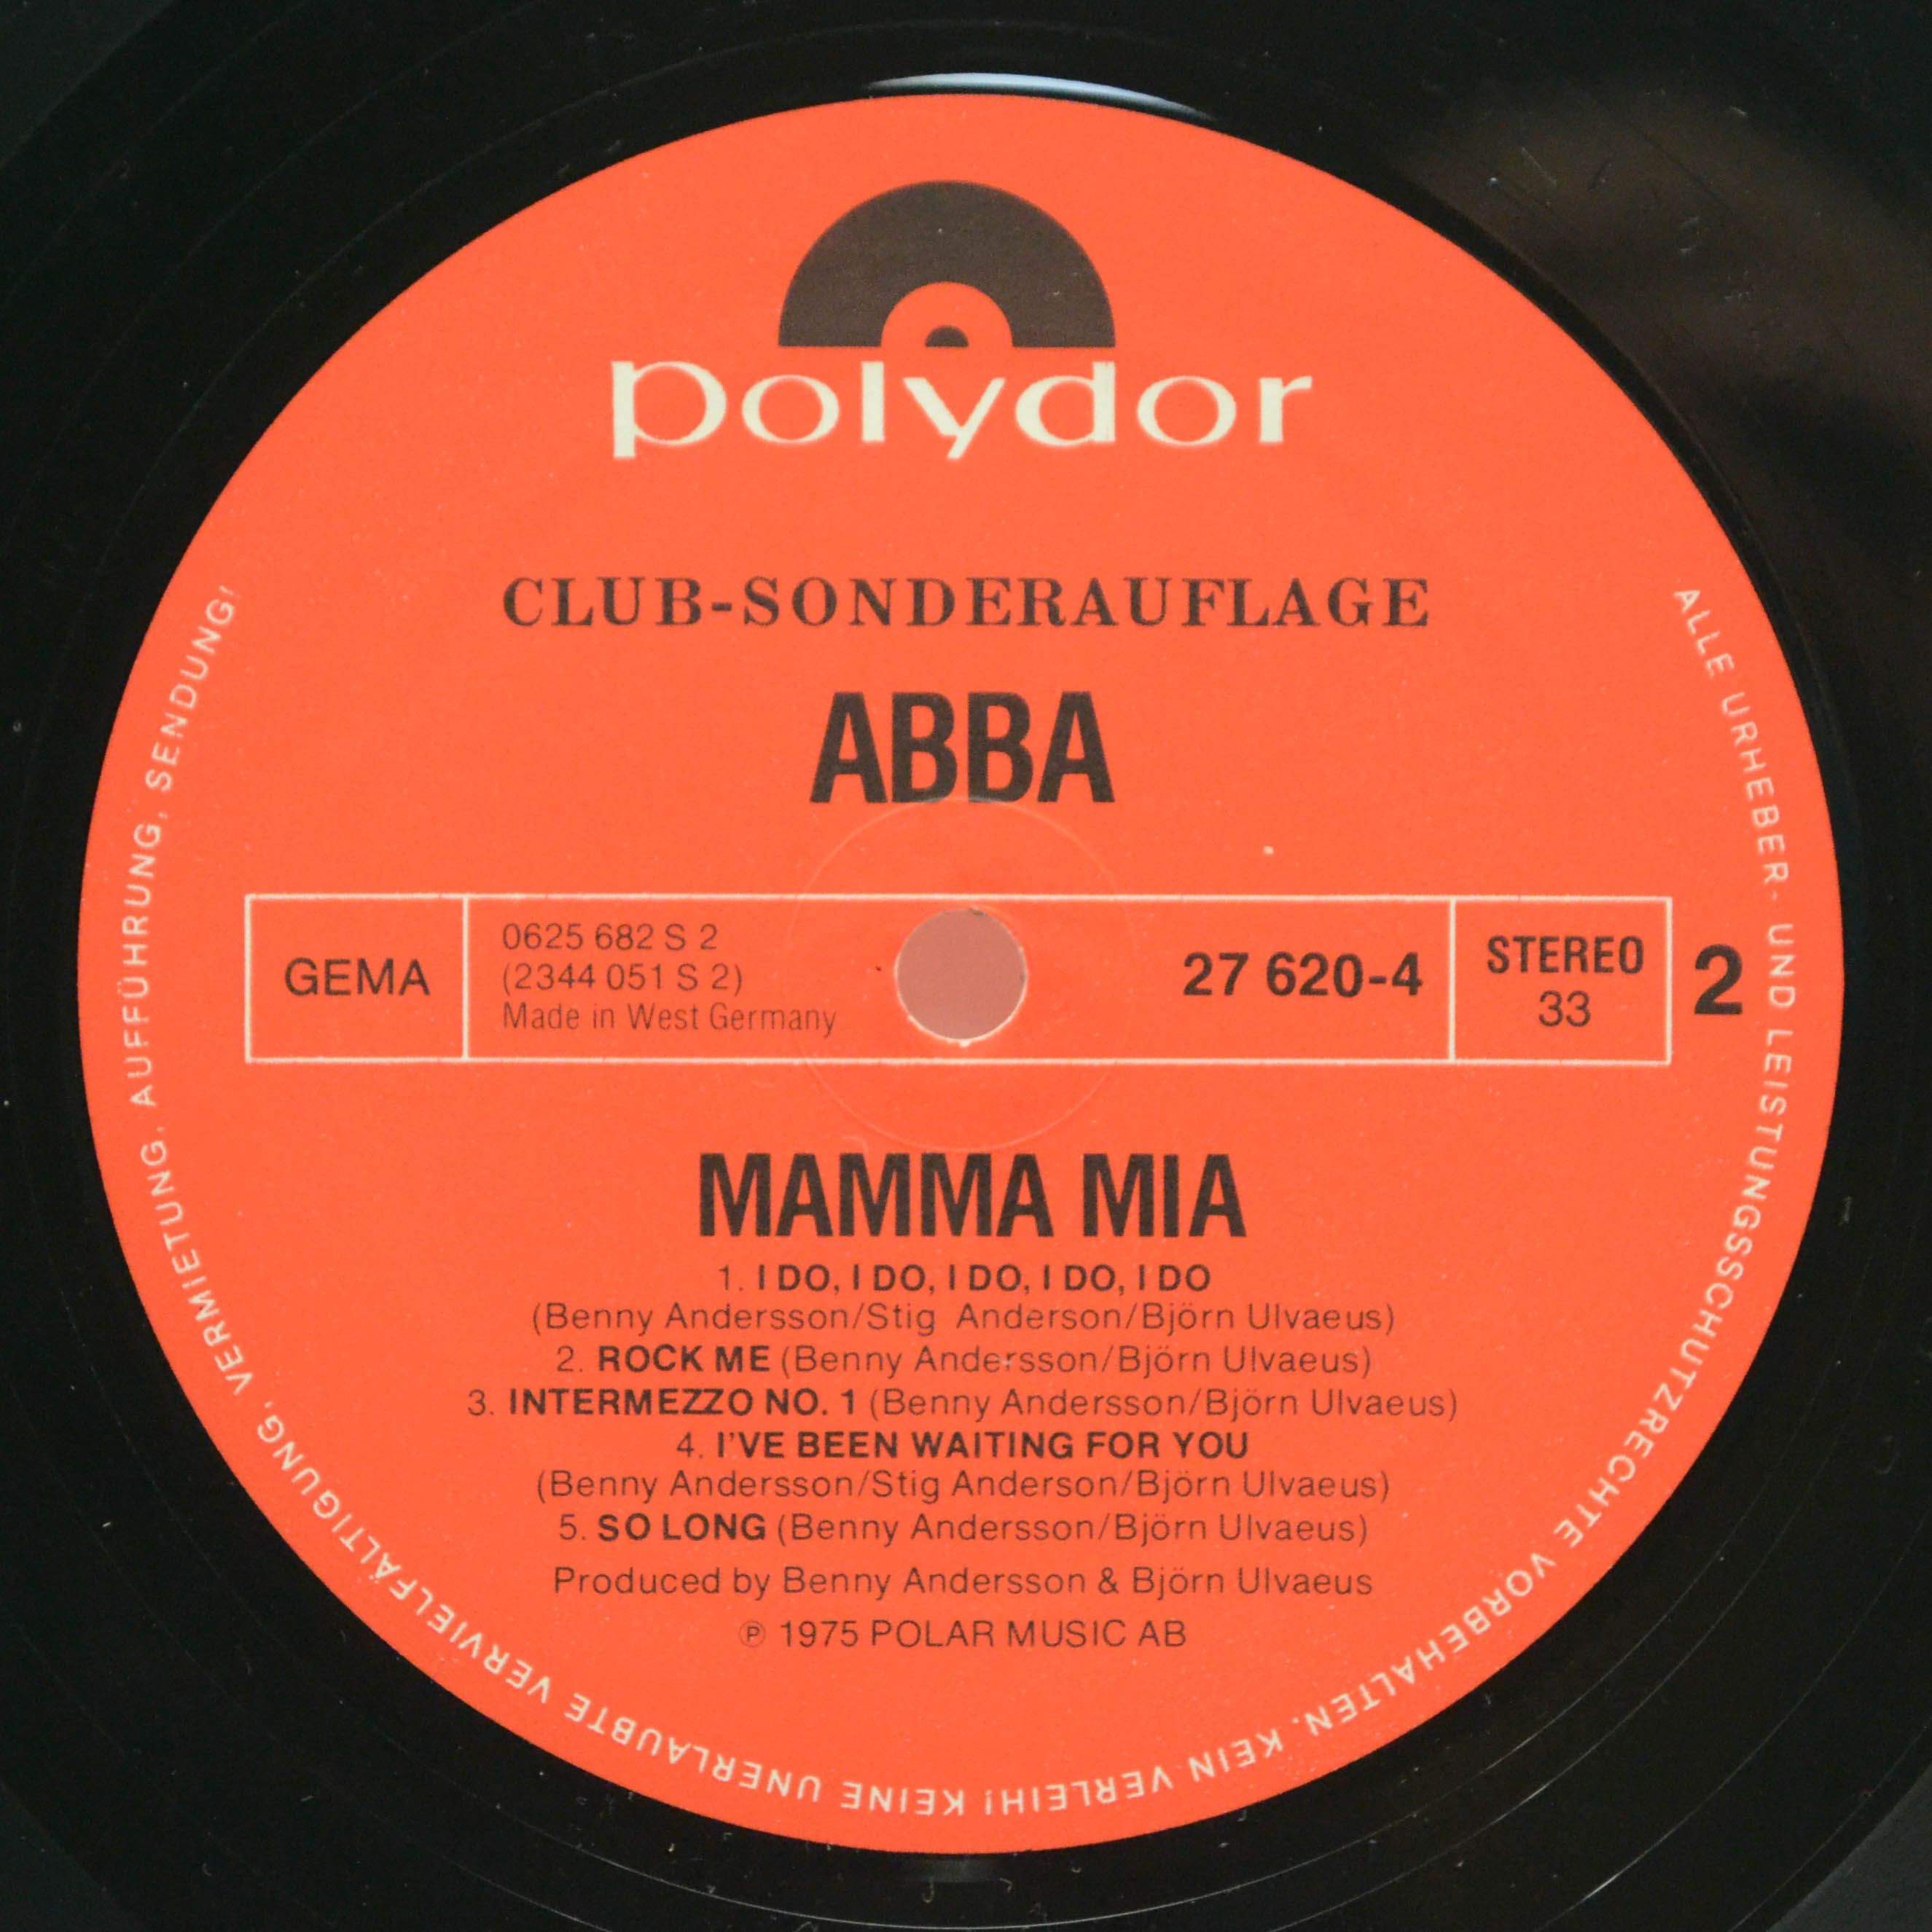 polydor
CLUB-SONDERAUFLAGE
ABBA
GEMA
0625 682 S 2
(2344 051 S 2)
Made in West Germany
27 620-4
STEREO
33
2
MAMMA MIA
1. I DO, I DO, I DO, I DO, I DO
(Benny Andersson/Stig Anderson/Björn Ulvaeus)
2. ROCK ME (Benny Andersson/Björn Ulvaeus)
3. INTERMEZZO NO. 1 (Benny Andersson/Björn Ulvaeus)
4. I'VE BEEN WAITING FOR YOU
(Benny Andersson/Stig Anderson/Björn Ulvaeus)
5. SO LONG (Benny Andersson/Björn Ulvaeus)
Produced by Benny Andersson & Björn Ulvaeus
℗ 1975 POLAR MUSIC AB
ALLE URHEBER- UND LEISTUNGSSCHUTZRECHTE VORBEHALTEN. KEIN VERLEIH! KEINE UNERLAUBTE VERVIELFÄLTIGUNG, VERMIETUNG, AUFFÜHRUNG, SENDUNG!